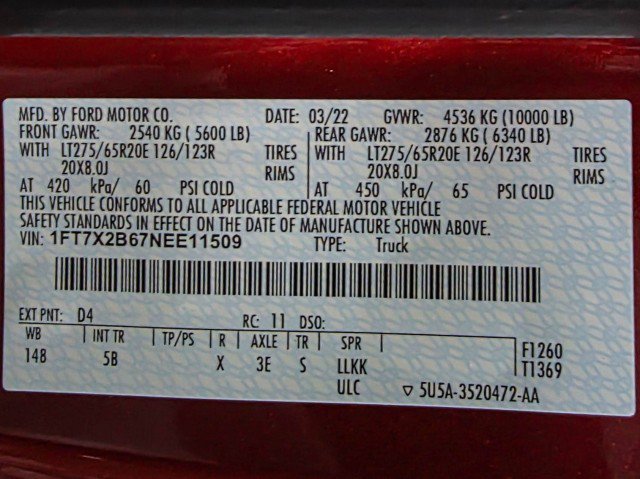 MFD. BY FORD MOTOR CO. DATE: 03/22 GVWR: 4536 KG (10000 LB)
FRONT GAWR: 2540 KG ( 5600 LB) REAR GAWR: 2876 KG ( 6340 LB)
WITH LT275/65R20E 126/123R TIRES WITH LT275/65R20E 126/123R TIRES
20X8.0J RIMS 20X8.0J RIMS
AT 420 kPa/ 60 PSI COLD AT 450 kPa/ 65 PSI COLD
THIS VEHICLE CONFORMS TO ALL APPLICABLE FEDERAL MOTOR VEHICLE
SAFETY STANDARDS IN EFFECT ON THE DATE OF MANUFACTURE SHOWN ABOVE.
VIN: 1FT7X2B67NEE11509 TYPE: Truck
EXT PNT: D4 RC: 11 DSO:
WB INT TR TP/PS R AXLE TR SPR F1260
148 5B X 3E S LLKK T1369
ULC ▽ 5U5A-3520472-AA